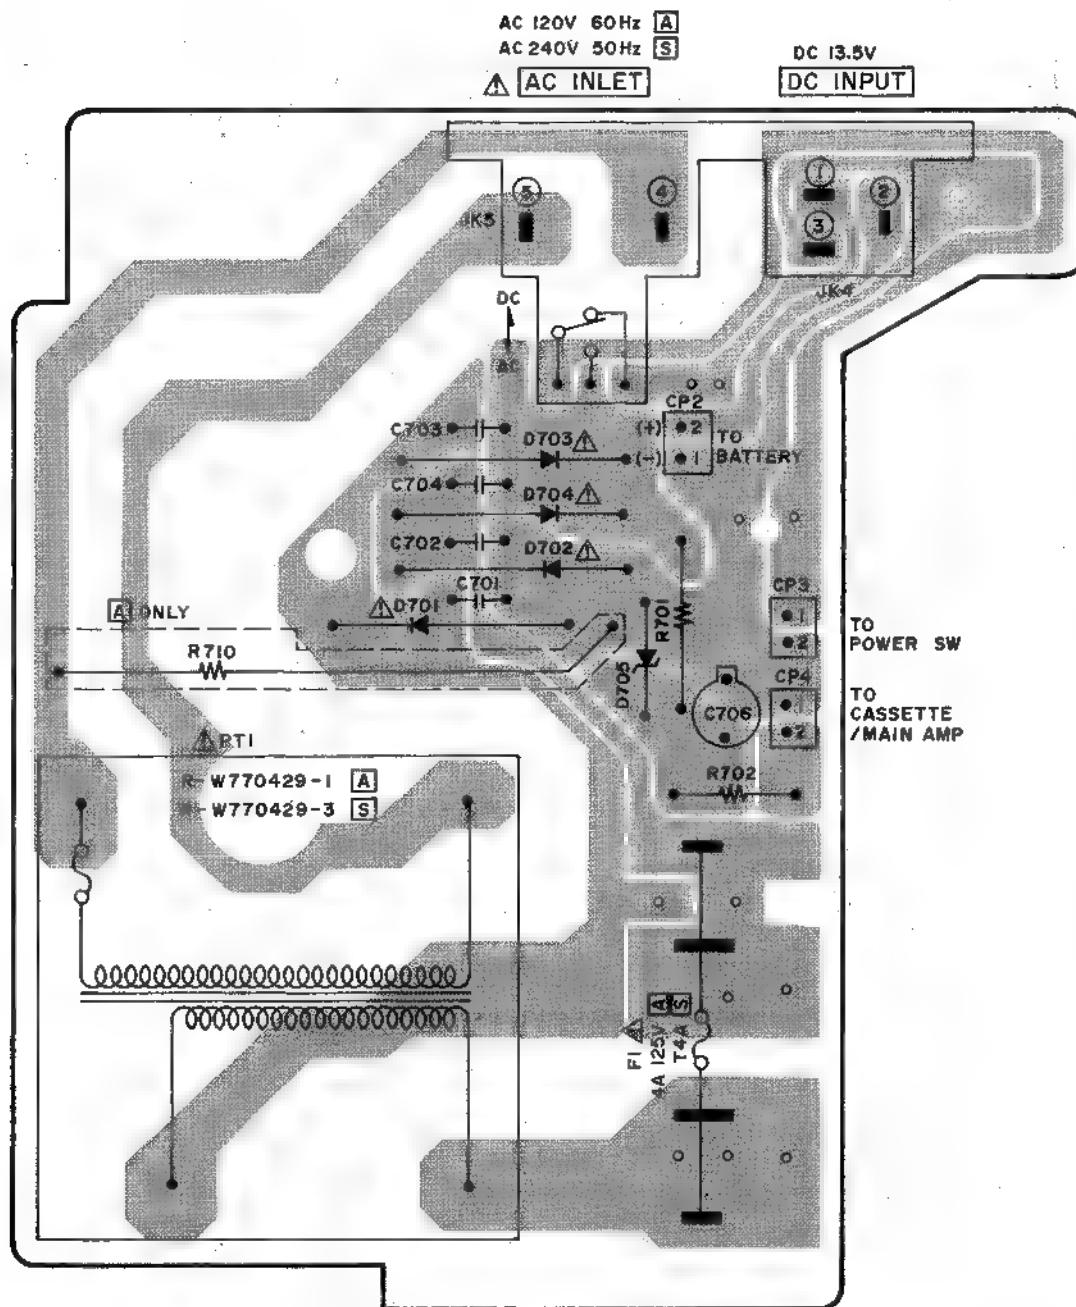 AC 120V 60Hz A
AC 240V 50Hz S
⚠ AC INLET
DC 13.5V
DC INPUT
5
4
1
2
3
JK4
DC
AC
CP2
(+) 2
(-) 1
TO
BATTERY
C703
D703 ⚠
C704
D704 ⚠
C702
D702 ⚠
C701
⚠ D701
A ONLY
R710
R701
D705
CP3
1
2
TO
POWER SW
CP4
1
2
TO
CASSETTE
/MAIN AMP
C706
R702
⚠ PT1
W770429-1 A
W770429-3 S
F1 ⚠
4A 125V A
T4A S